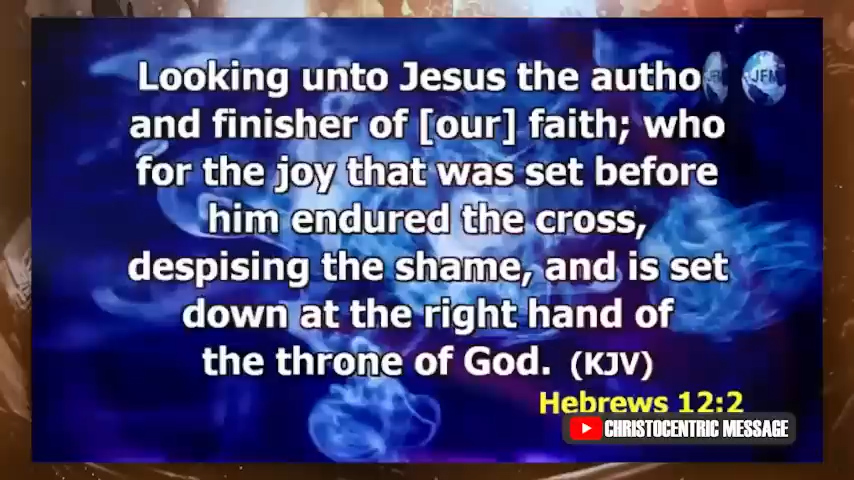 Looking unto Jesus the autho
and finisher of [our] faith; who
for the joy that was set before
him endured the cross,
despising the shame, and is set
down at the right hand of
the throne of God. (KJV)
Hebrews 12:2
CHRISTOCENTRIC MESSAGE
JFM